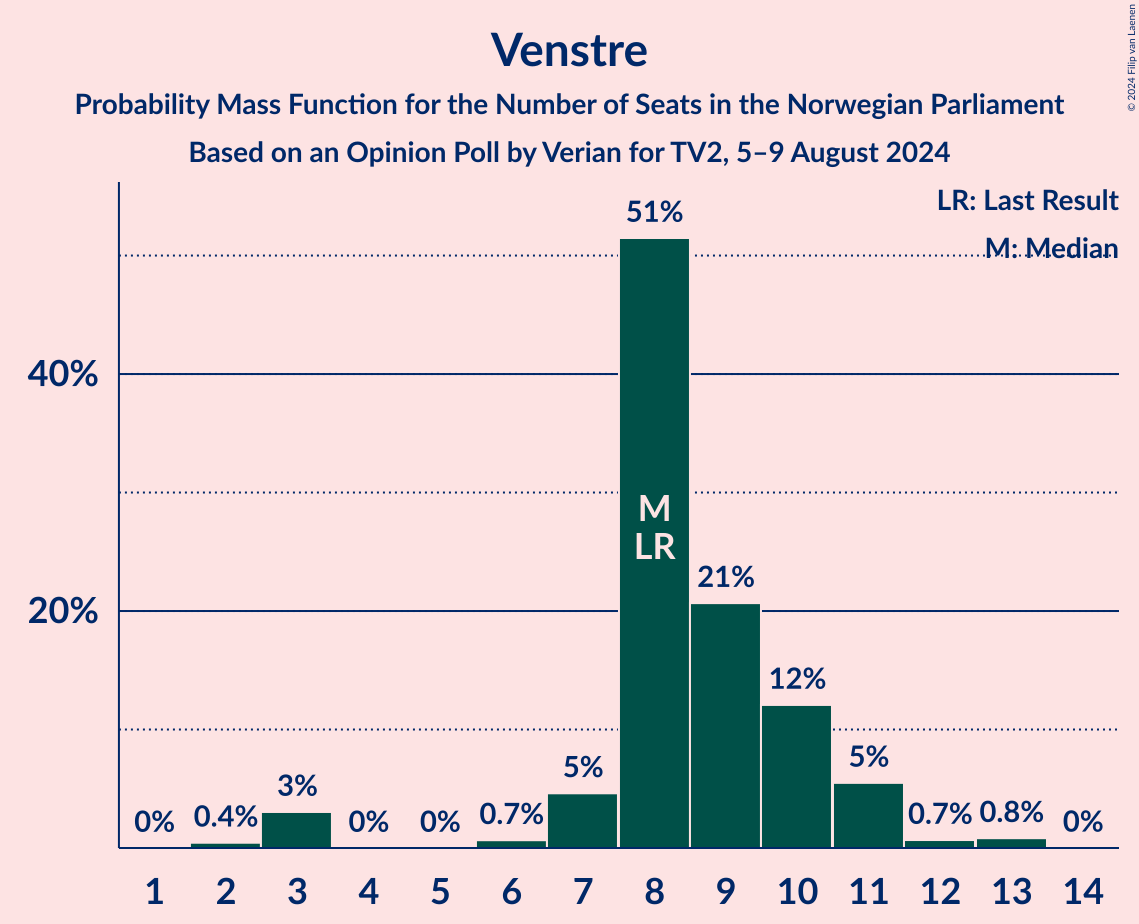 Venstre
Probability Mass Function for the Number of Seats in the Norwegian Parliament
Based on an Opinion Poll by Verian for TV2, 5–9 August 2024
© 2024 Filip van Laenen
LR: Last Result
M: Median
40%
20%
0%
0.4%
3%
0%
0%
0.7%
5%
51%
21%
12%
5%
0.7%
0.8%
0%
M
LR
1 2 3 4 5 6 7 8 9 10 11 12 13 14